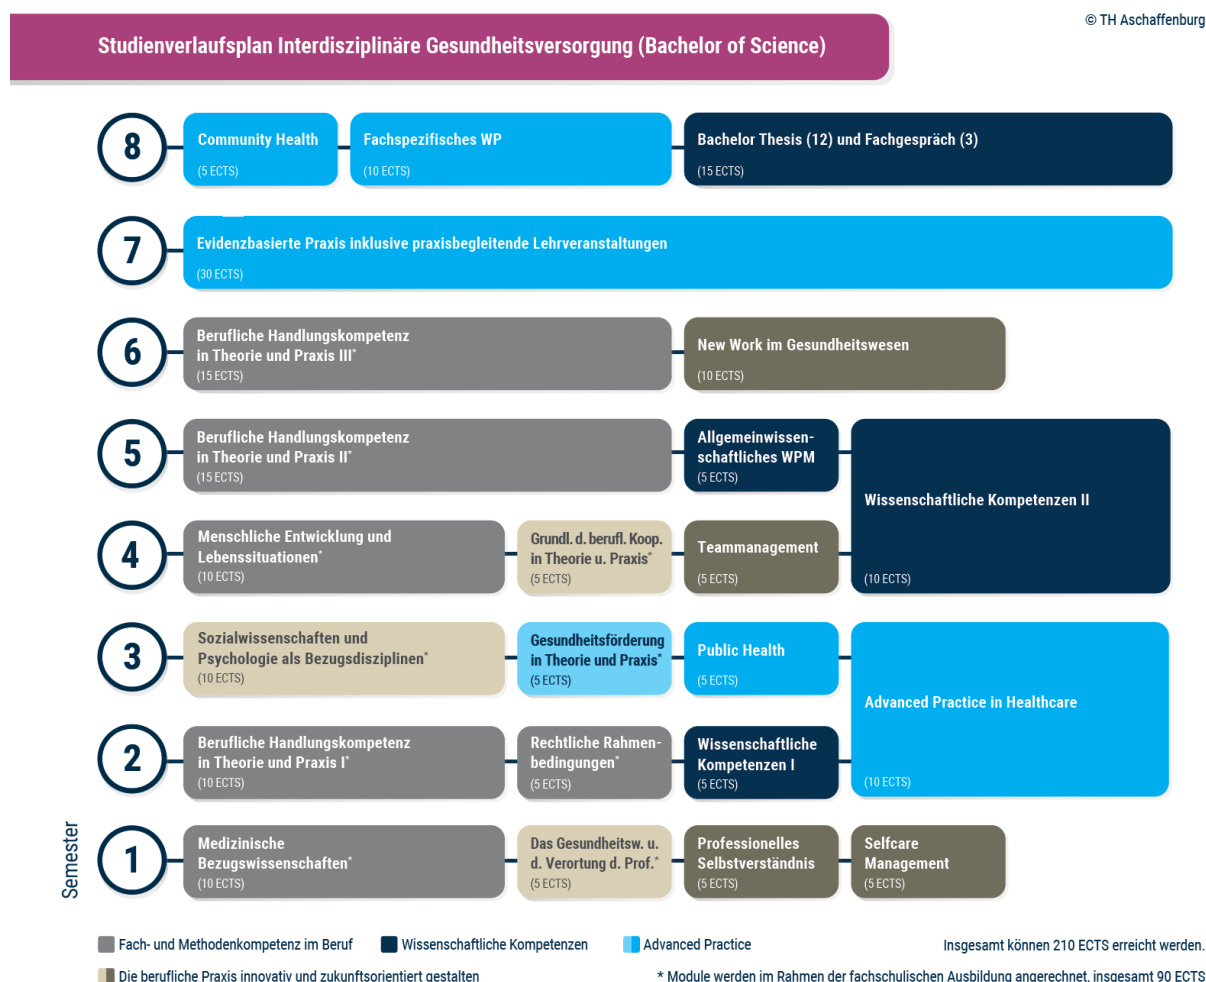 © TH Aschaffenburg
Studienverlaufsplan Interdisziplinäre Gesundheitsversorgung (Bachelor of Science)
8
Community Health
(5 ECTS)
Fachspezifisches WP
(10 ECTS)
Bachelor Thesis (12) und Fachgespräch (3)
(15 ECTS)
7
Evidenzbasierte Praxis inklusive praxisbegleitende Lehrveranstaltungen
(30 ECTS)
6
Berufliche Handlungskompetenz
in Theorie und Praxis III*
(15 ECTS)
New Work im Gesundheitswesen
(10 ECTS)
5
Berufliche Handlungskompetenz
in Theorie und Praxis II*
(15 ECTS)
Allgemeinwissen-
schaftliches WPM
(5 ECTS)
Wissenschaftliche Kompetenzen II
(10 ECTS)
4
Menschliche Entwicklung und
Lebenssituationen*
(10 ECTS)
Grundl. d. berufl. Koop.
in Theorie u. Praxis*
(5 ECTS)
Teammanagement
(5 ECTS)
3
Sozialwissenschaften und
Psychologie als Bezugsdisziplinen*
(10 ECTS)
Gesundheitsförderung
in Theorie und Praxis*
(5 ECTS)
Public Health
(5 ECTS)
Advanced Practice in Healthcare
(10 ECTS)
2
Berufliche Handlungskompetenz
in Theorie und Praxis I*
(10 ECTS)
Rechtliche Rahmen-
bedingungen*
(5 ECTS)
Wissenschaftliche
Kompetenzen I
(5 ECTS)
Semester
1
Medizinische
Bezugswissenschaften*
(10 ECTS)
Das Gesundheitsw. u.
d. Verortung d. Prof.*
(5 ECTS)
Professionelles
Selbstverständnis
(5 ECTS)
Selfcare
Management
(5 ECTS)
Fach- und Methodenkompetenz im Beruf
Wissenschaftliche Kompetenzen
Advanced Practice
Insgesamt können 210 ECTS erreicht werden.
Die berufliche Praxis innovativ und zukunftsorientiert gestalten
* Module werden im Rahmen der fachschulischen Ausbildung angerechnet, insgesamt 90 ECTS